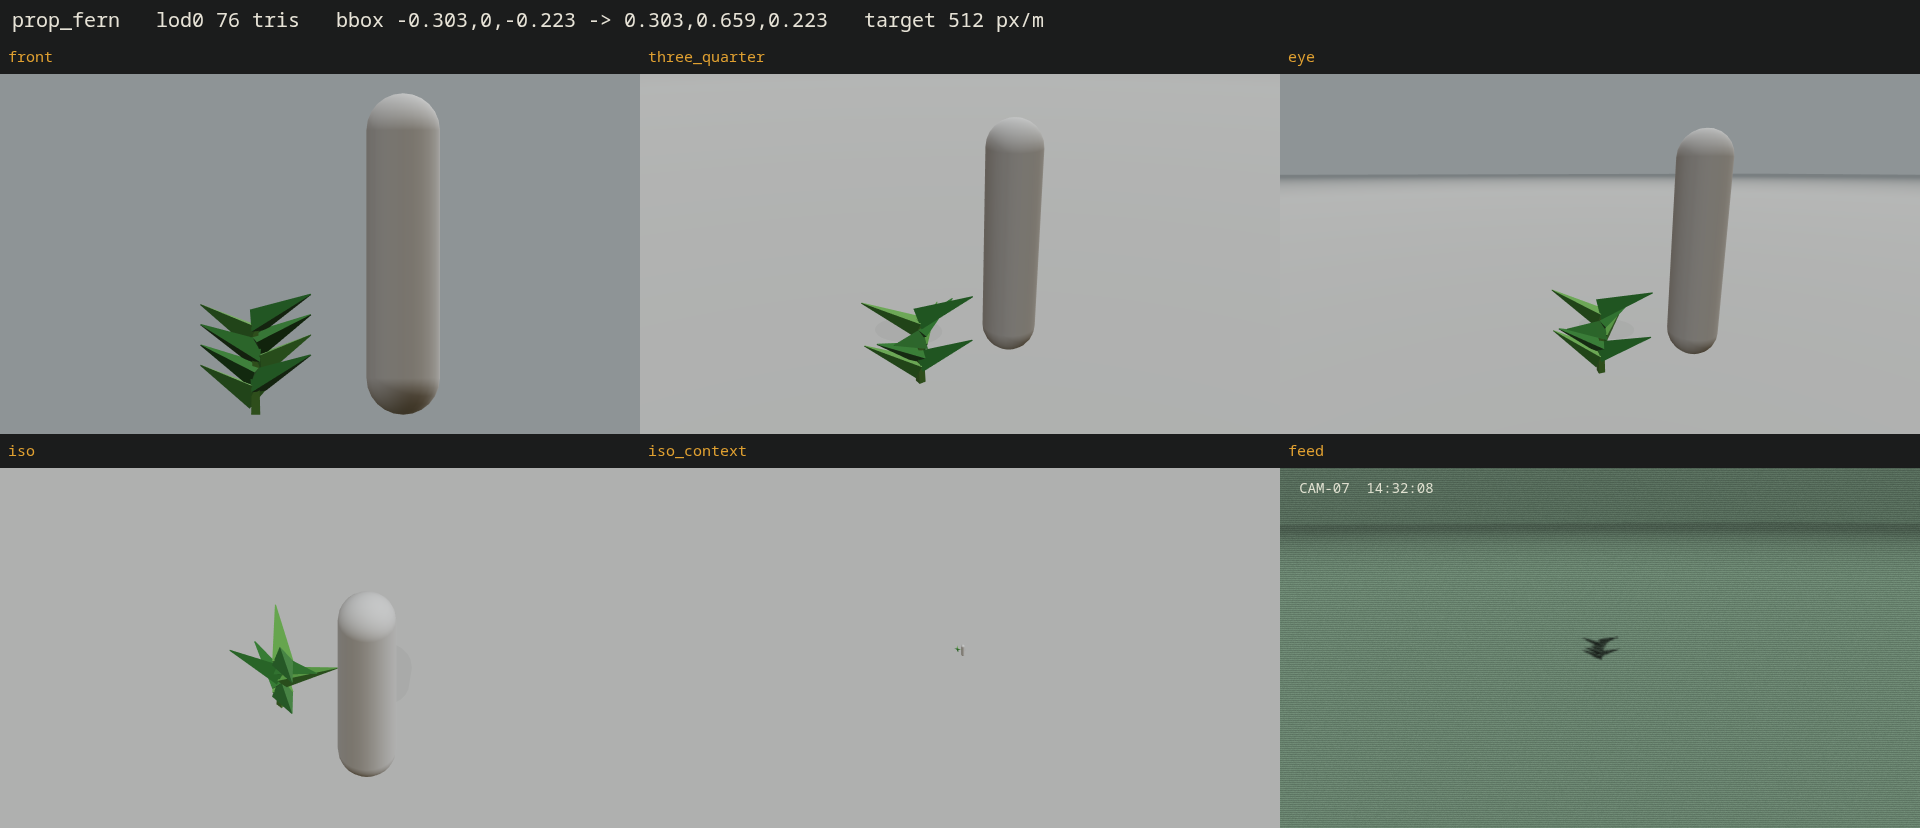 prop_fern   lod0 76 tris   bbox -0.303,0,-0.223 -> 0.303,0.659,0.223   target 512 px/m
front
three_quarter
eye
iso
iso_context
feed
CAM-07  14:32:08